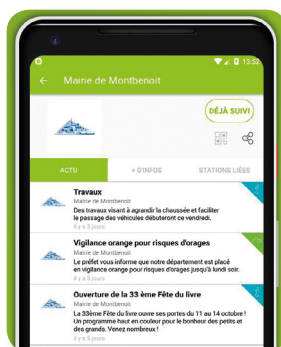 13:52
Mairie de Montbenoit
DÉJÀ SUIVI
ACTU
+ D'INFOS
STATIONS LIÉES
Travaux
Mairie de Montbenoit
Des travaux visant à agrandir la chaussée et faciliter
le passage des véhicules débuteront ce vendredi.
Il y a 3 jours
Vigilance orange pour risques d'orages
Mairie de Montbenoit
Le préfet vous informe que notre département est placé
en vigilance orange pour risques d'orages jusqu'à lundi soir.
Il y a 5 jours
Ouverture de la 33 ème Fête du livre
Mairie de Montbenoit
La 33ème Fête du livre ouvre ses portes du 11 au 14 octobre !
Un programme haut en couleur pour le bonheur des petits et
des grands. Venez nombreux !